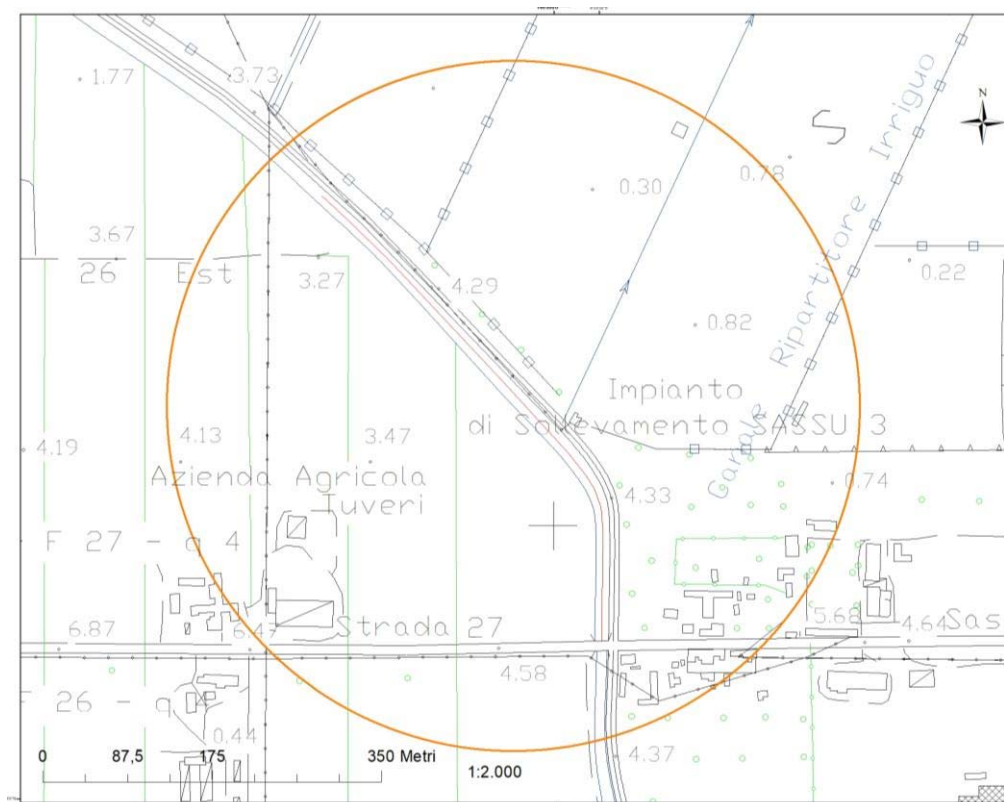 N
1.77
3.73
S
0.30
0.78
Canale Ripartitore Irriguo
3.67
26 Est
3.27
4.29
0.22
0.82
Impianto
di Sollevamento SASSU 3
4.19
4.13
3.47
Azienda Agricola
Iuveri
4.33
0.74
F 27 - a 4
6.87
6.47
Strada 27
5.68
4.64
Sas
4.58
26 - a
0.44
4.37
0 87,5 175 350 Metri
1:2.000